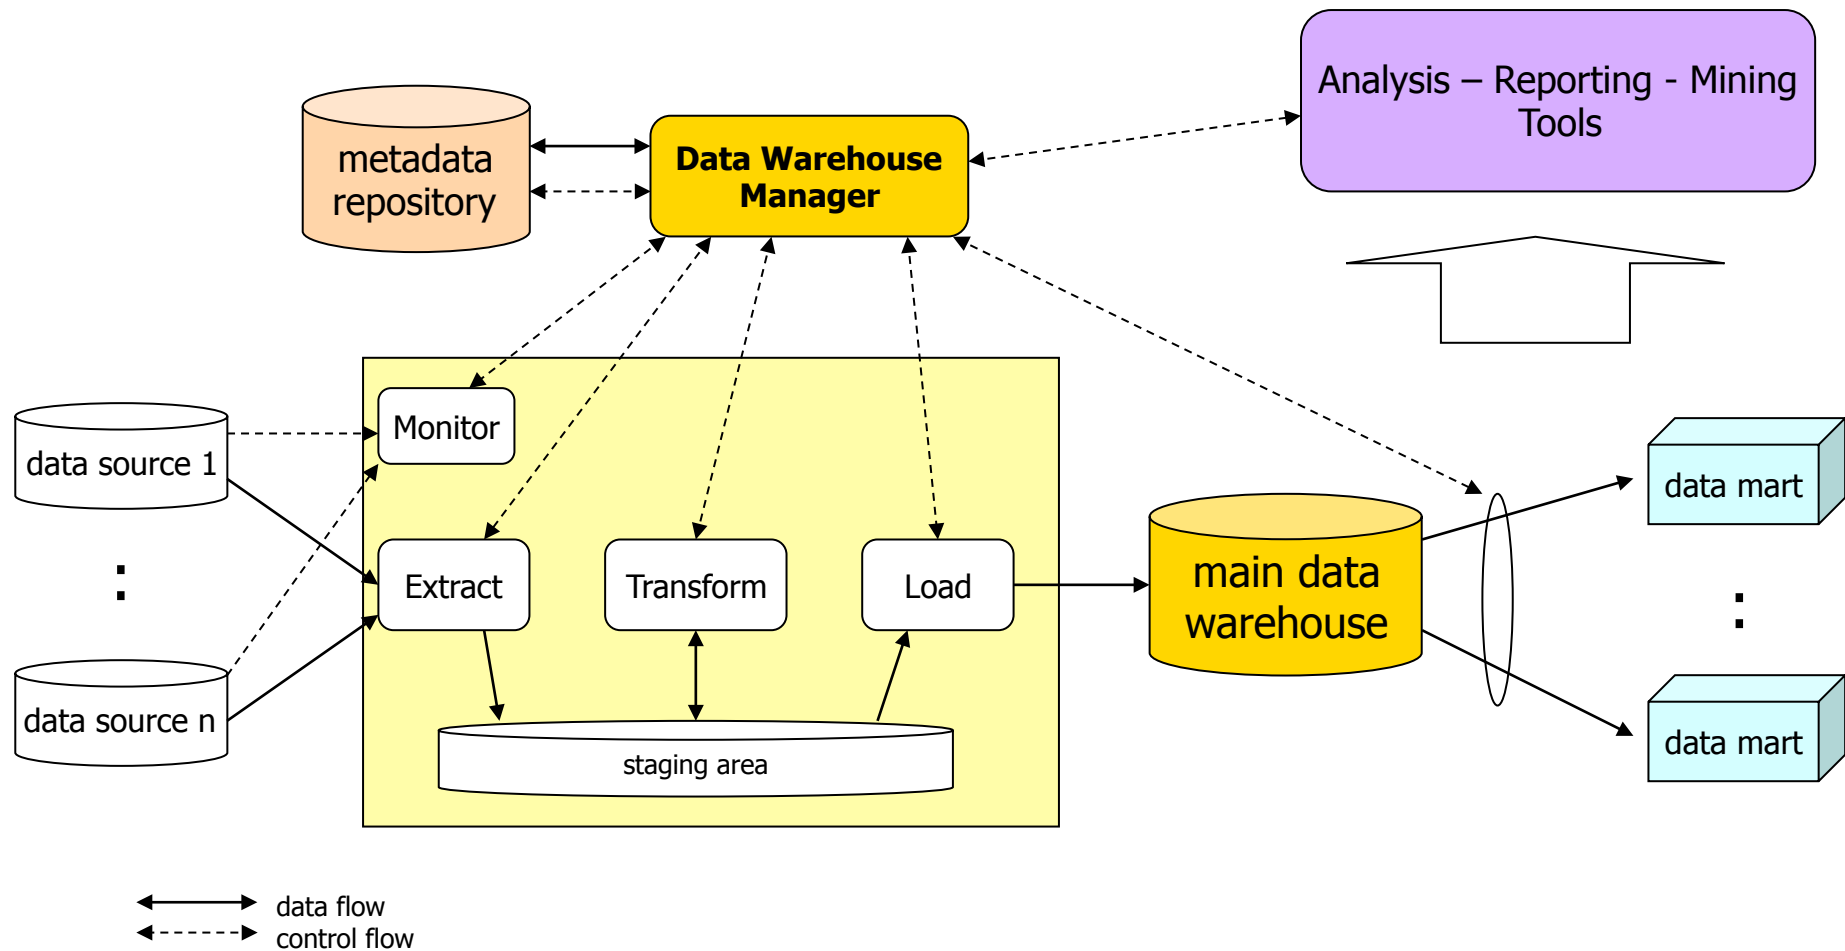 Analysis – Reporting - Mining
Tools
metadata
repository
Data Warehouse
Manager
Monitor
data source 1
data mart
:
Extract
Transform
Load
main data
warehouse
:
data source n
staging area
data mart
data flow
control flow